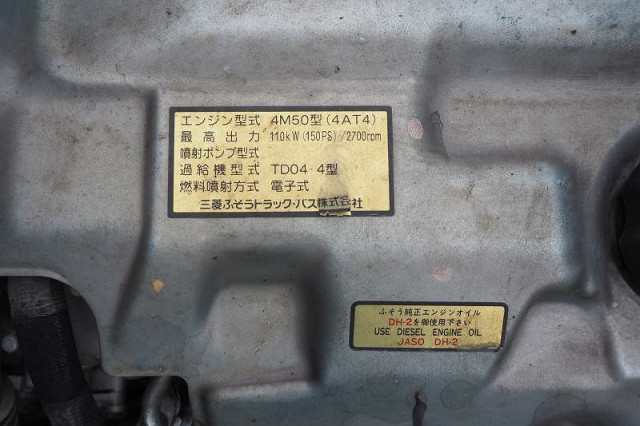 エンジン型式 4M50型(4AT4)
最高出力 110kW(150PS)/2700rpm
噴射ポンプ型式
過給機型式 TD04-4型
燃料噴射方式 電子式
三菱ふそうトラック・バス株式会社
ふそう純正エンジンオイル
DH-2を御使用下さい
USE DIESEL ENGINE OIL
JASO DH-2